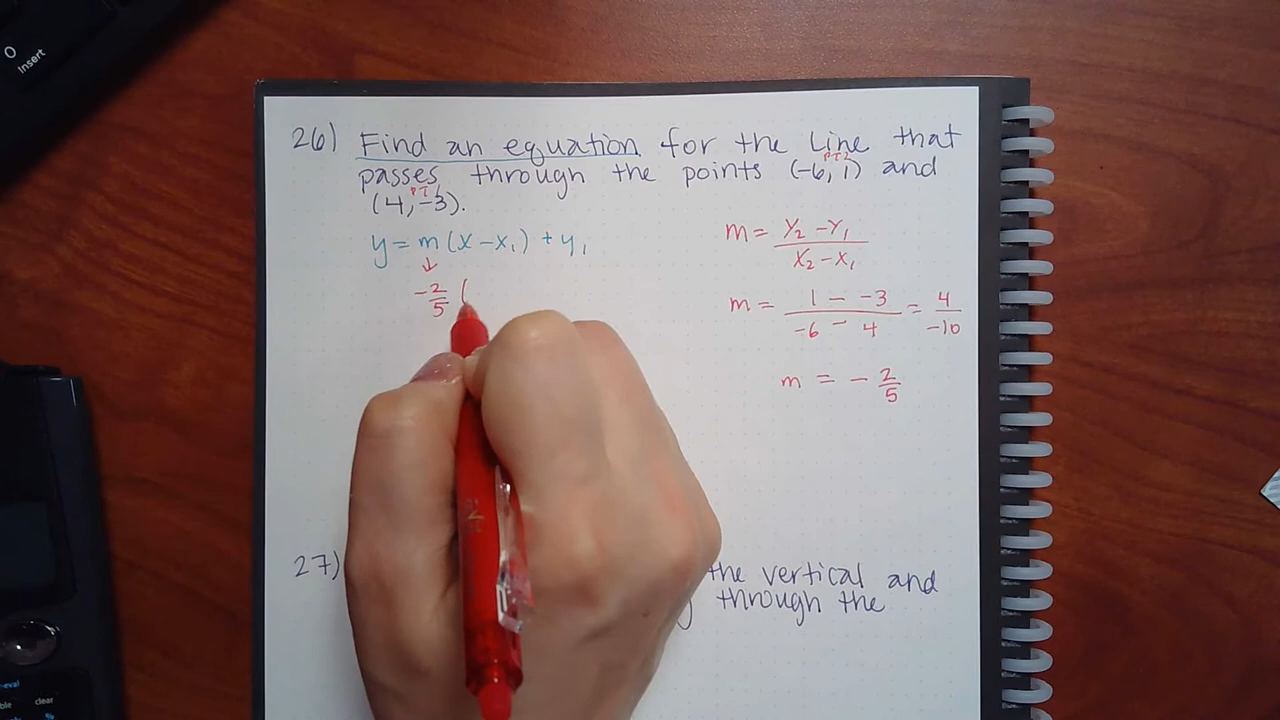 0
Insert
26) Find an equation for the line that
PT 2
passes through the points (-6, 1) and
PT 1
(4, -3).
y = m (x - x₁) + y₁
↓
-2/5 (
m = Y₂ - Y₁ / X₂ - X₁
m = 1 - -3 / -6 - 4 = 4 / -10
m = - 2/5
27)
the vertical and
through the
clear